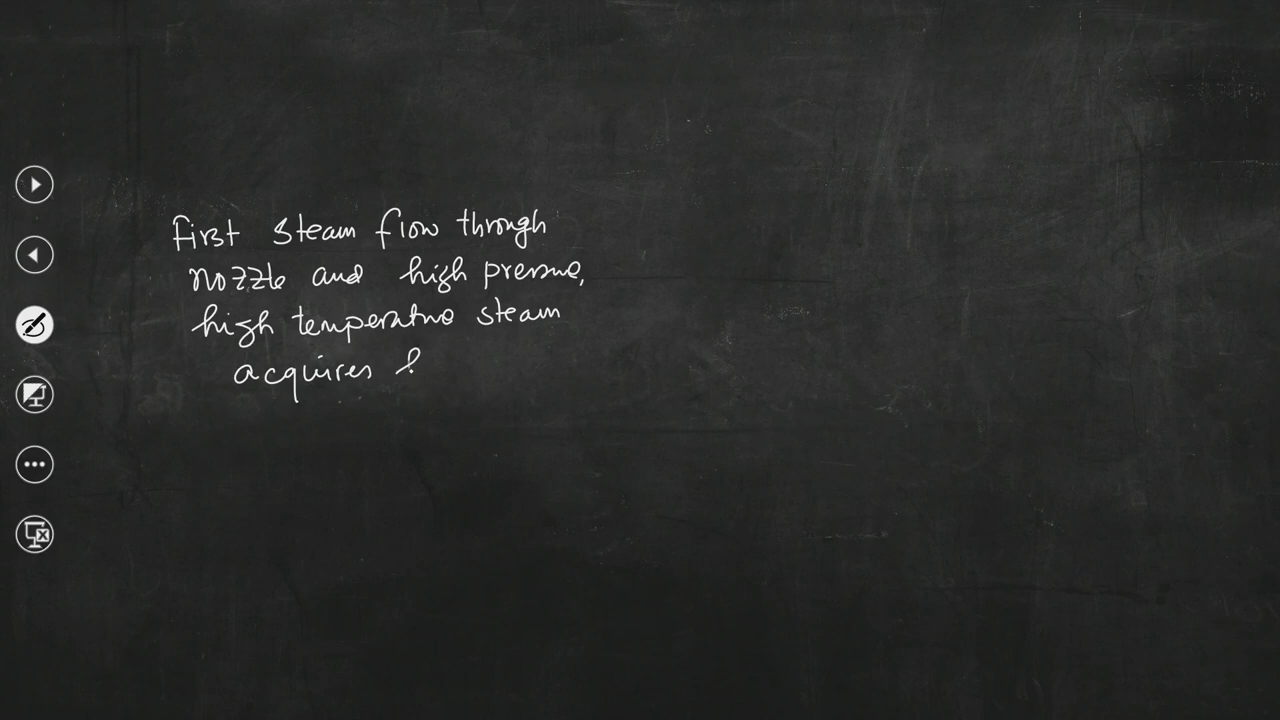 first steam flow through
nozzle and high pressure,
high temperature steam
acquires